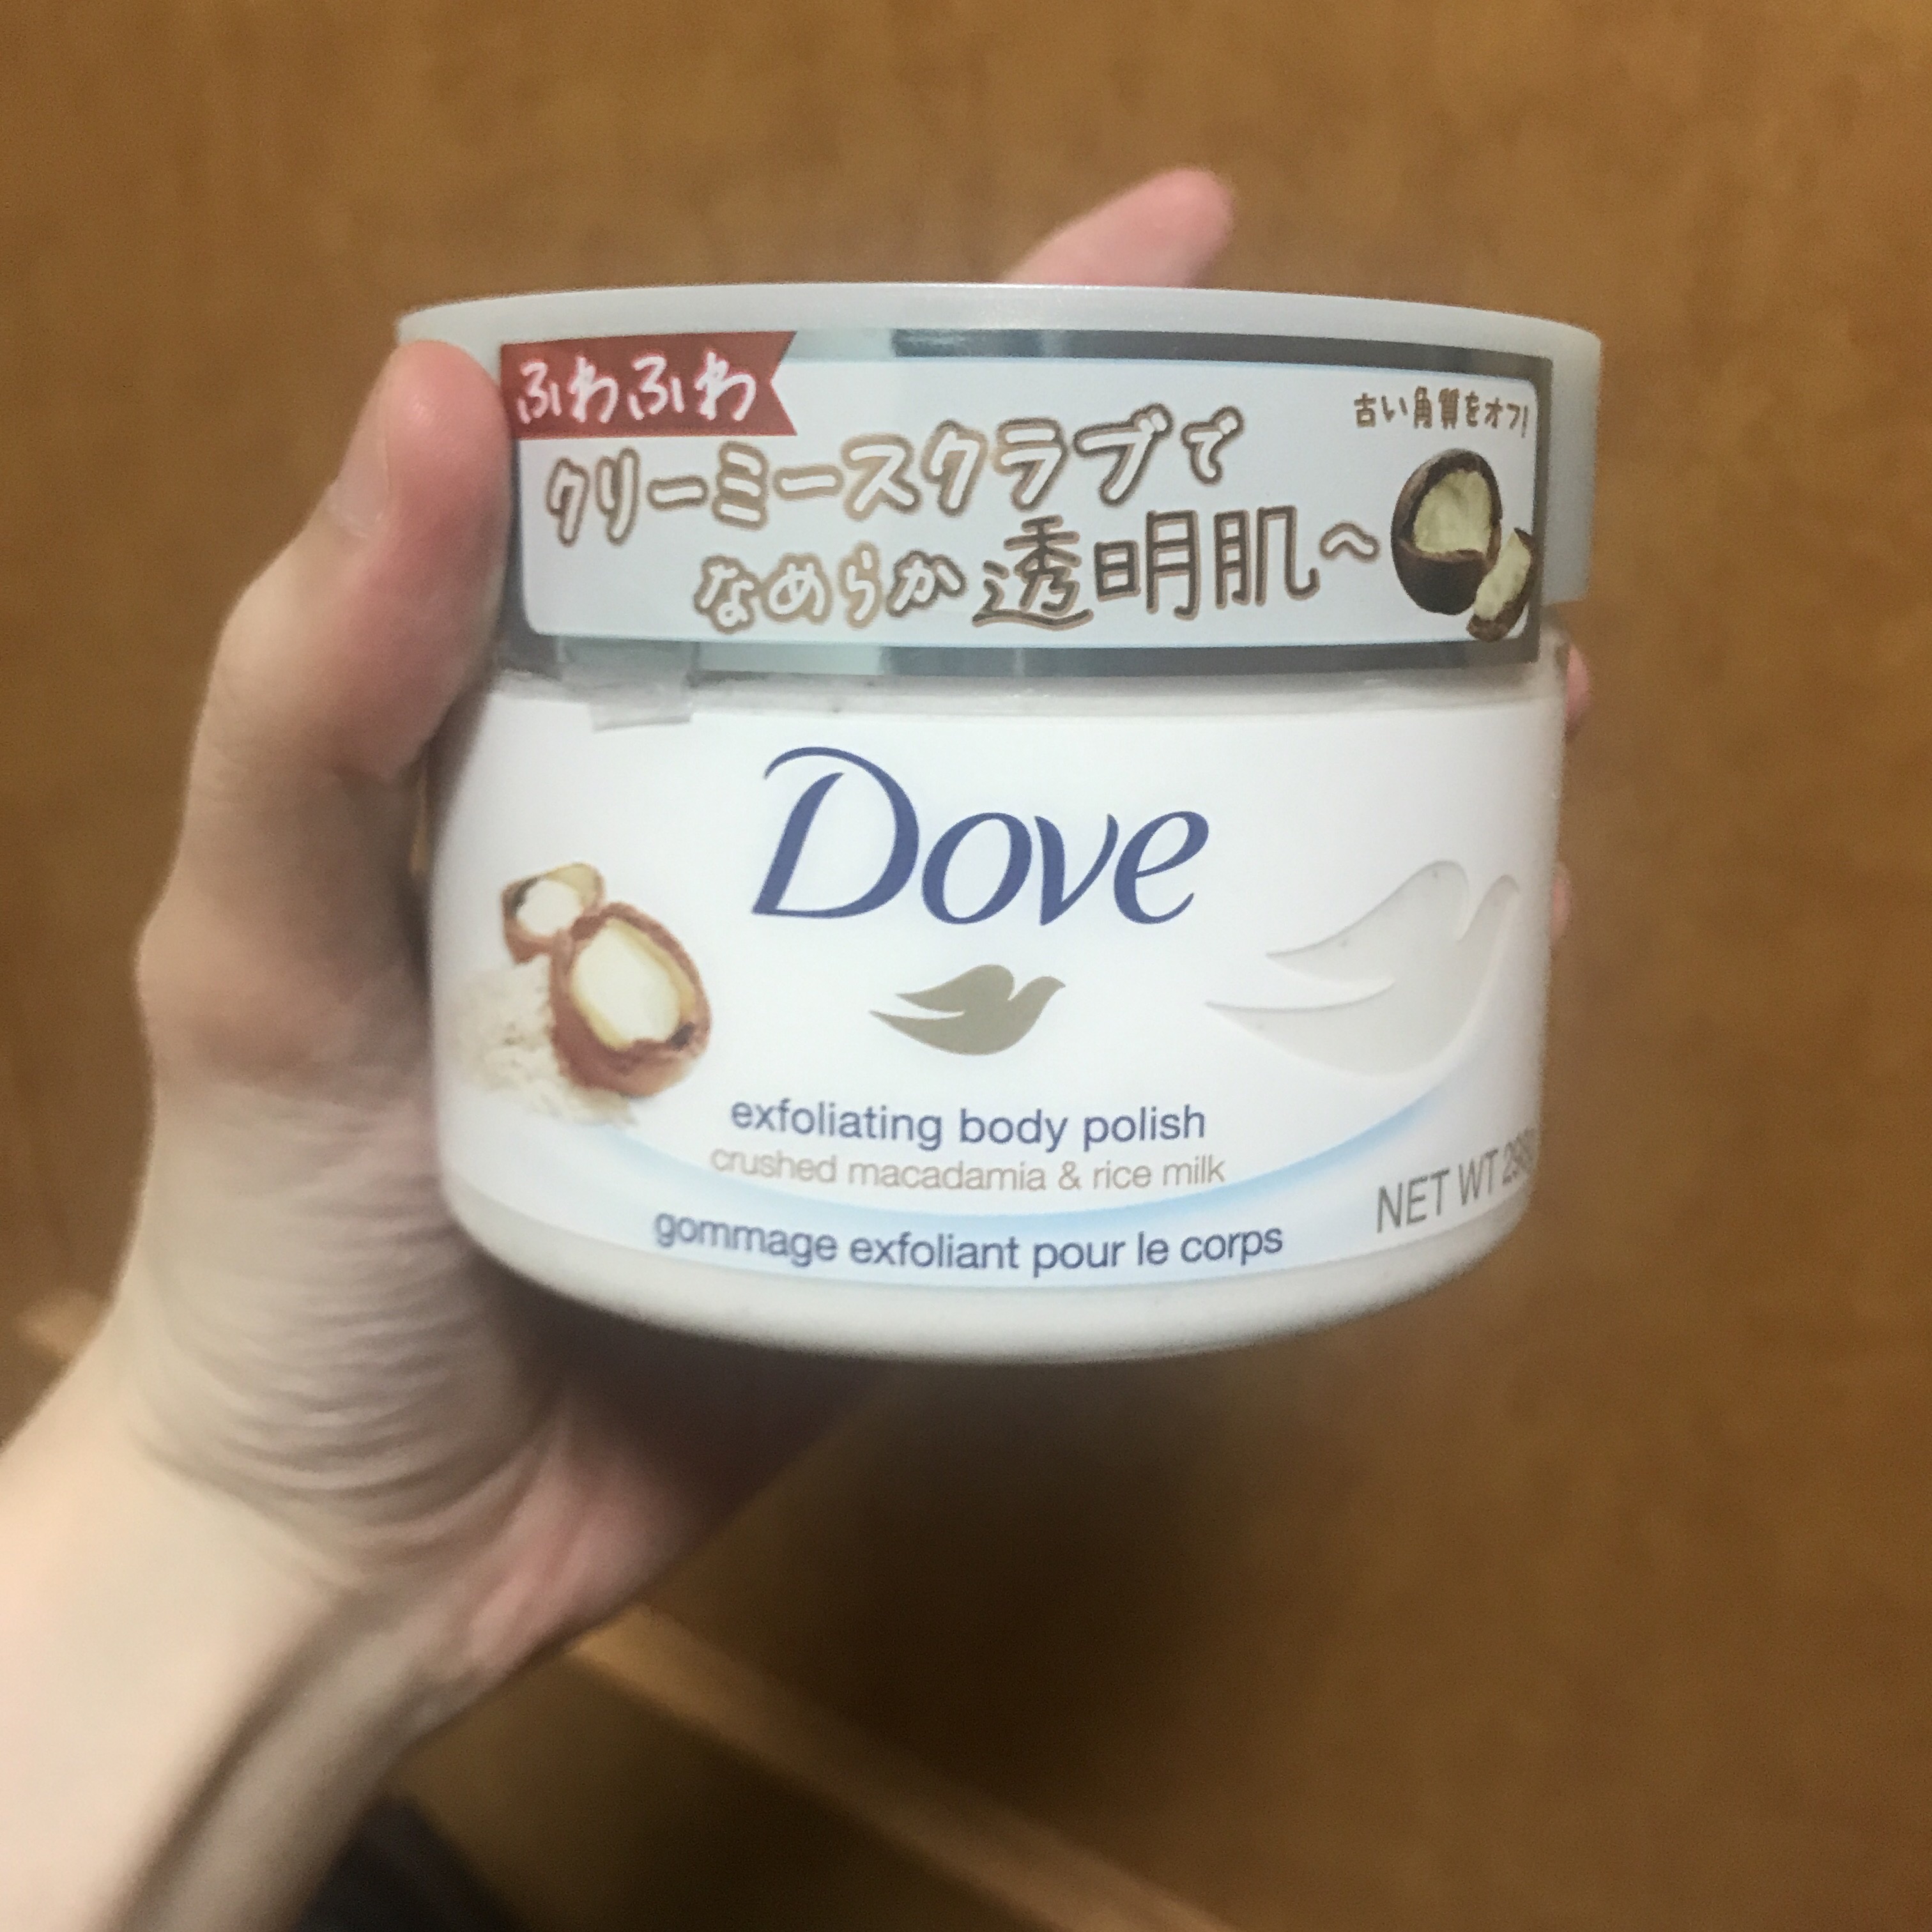 ふわふわ
古い角質をオフ!
クリーミースクラブで
なめらか透明肌へ
Dove
exfoliating body polish
crushed macadamia & rice milk
gommage exfoliant pour le corps
NET WT